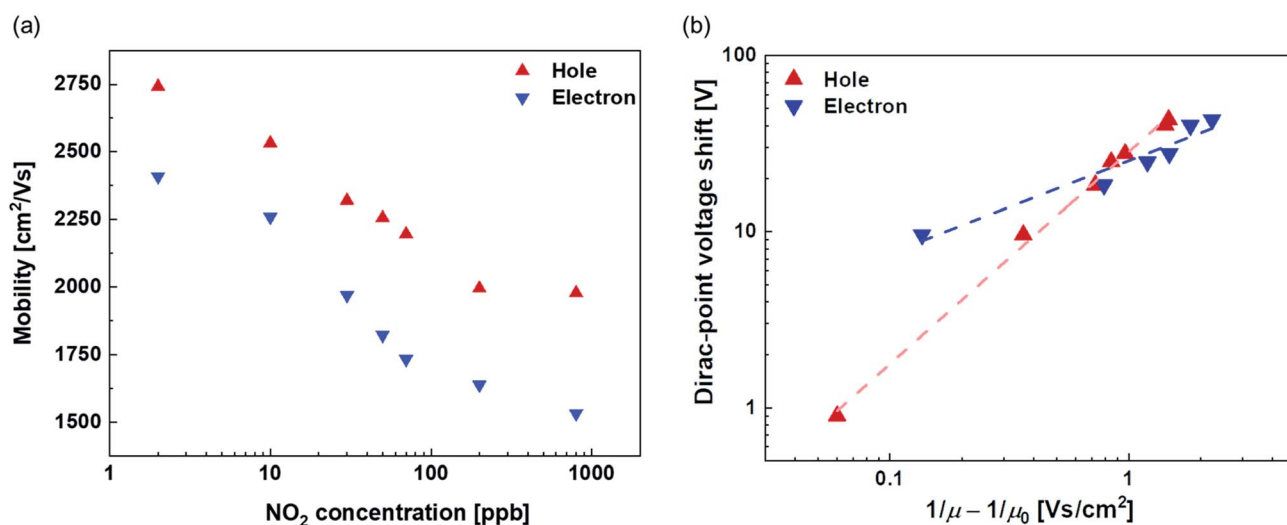 (a)
Mobility [cm²/Vs]
2750
2500
2250
2000
1750
1500
Hole
Electron
1
10
100
1000
NO₂ concentration [ppb]
(b)
Dirac-point voltage shift [V]
100
10
1
Hole
Electron
0.1
1
1/μ − 1/μ₀ [Vs/cm²]